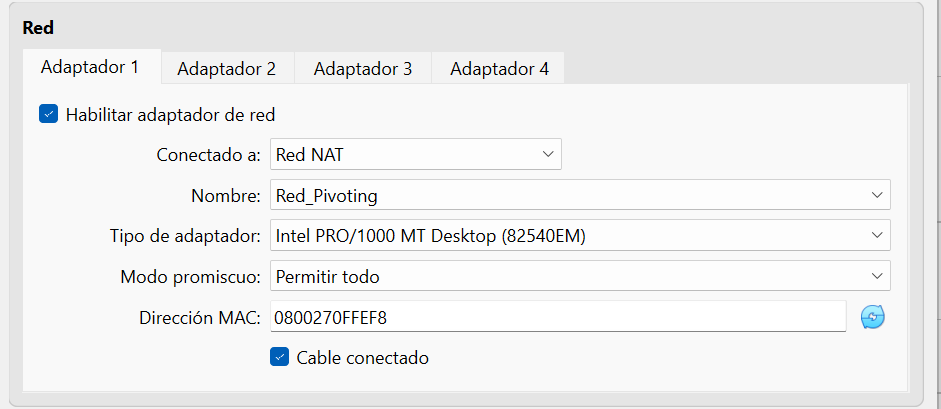 Red
Adaptador 1 Adaptador 2 Adaptador 3 Adaptador 4
Habilitar adaptador de red
Conectado a: Red NAT
Nombre: Red_Pivoting
Tipo de adaptador: Intel PRO/1000 MT Desktop (82540EM)
Modo promiscuo: Permitir todo
Dirección MAC: 0800270FFEF8
Cable conectado